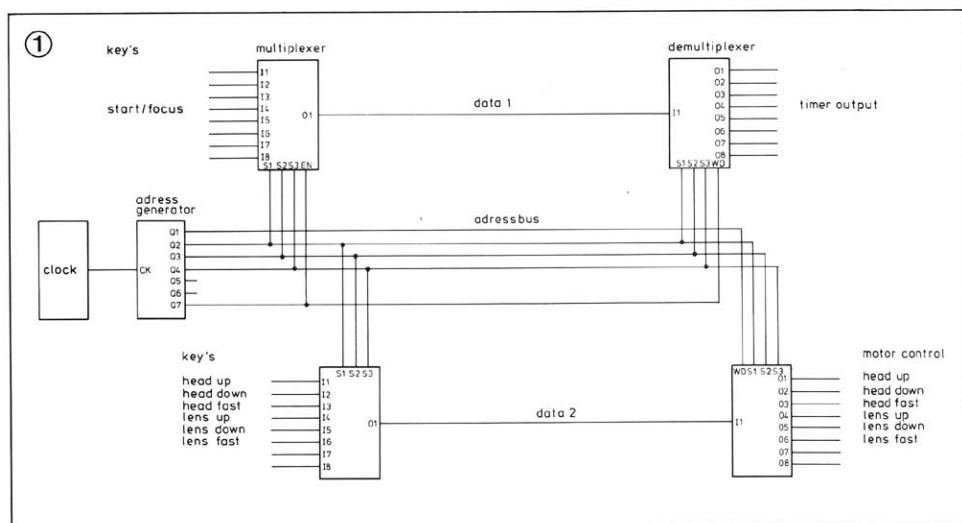 1
key's
multiplexer
demultiplexer
start/focus
I1
I2
I3
I4
I5
I6
I7
I8
O1
S1 S2 S3 EN
data 1
I1
O1
O2
O3
O4
O5
O6
O7
O8
S1 S2 S3 WD
timer output
adress
generator
clock
CK
Q1
Q2
Q3
Q4
Q5
Q6
Q7
adressbus
key's
head up
head down
head fast
lens up
lens down
lens fast
S1 S2 S3
I1
I2
I3
I4
I5
I6
I7
I8
O1
data 2
motor control
WD S1 S2 S3
I1
O1
O2
O3
O4
O5
O6
O7
O8
head up
head down
head fast
lens up
lens down
lens fast